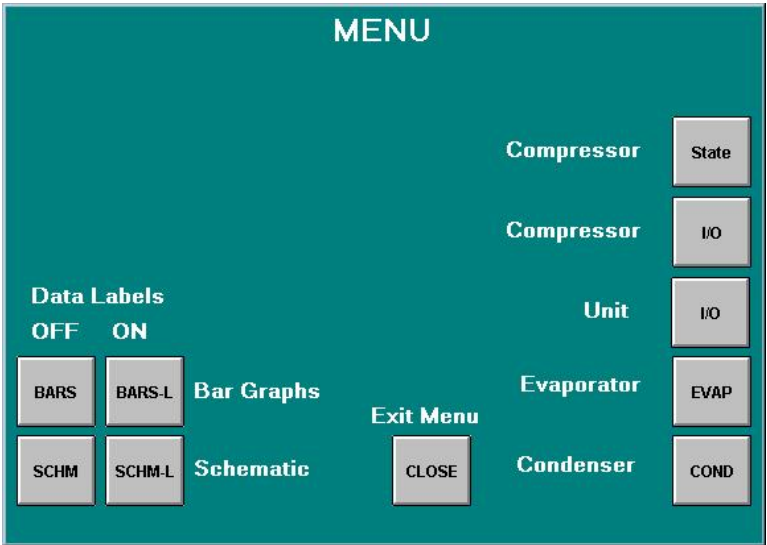 MENU
Compressor State
Compressor I/O
Data Labels
Unit I/O
OFF ON
BARS BARS-L Bar Graphs
Evaporator EVAP
Exit Menu
SCHM SCHM-L Schematic
CLOSE
Condenser COND